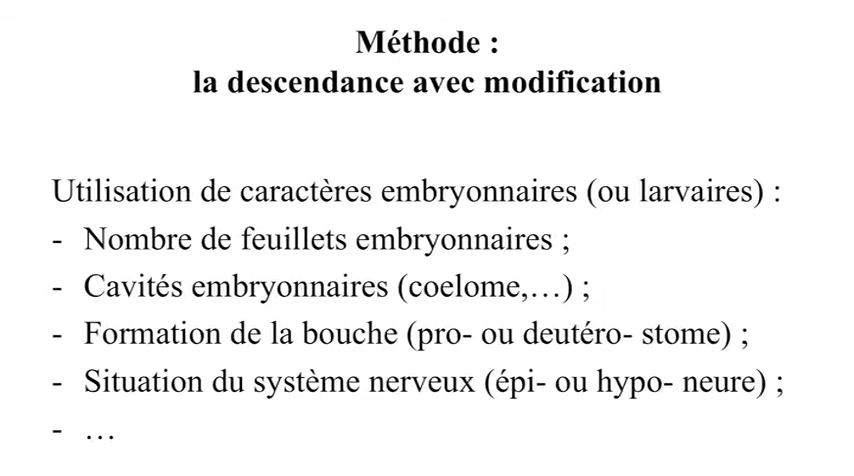 Méthode :
la descendance avec modification
Utilisation de caractères embryonnaires (ou larvaires) :
- Nombre de feuillets embryonnaires ;
- Cavités embryonnaires (coelome,…) ;
- Formation de la bouche (pro- ou deutéro- stome) ;
- Situation du système nerveux (épi- ou hypo- neure) ;
- …